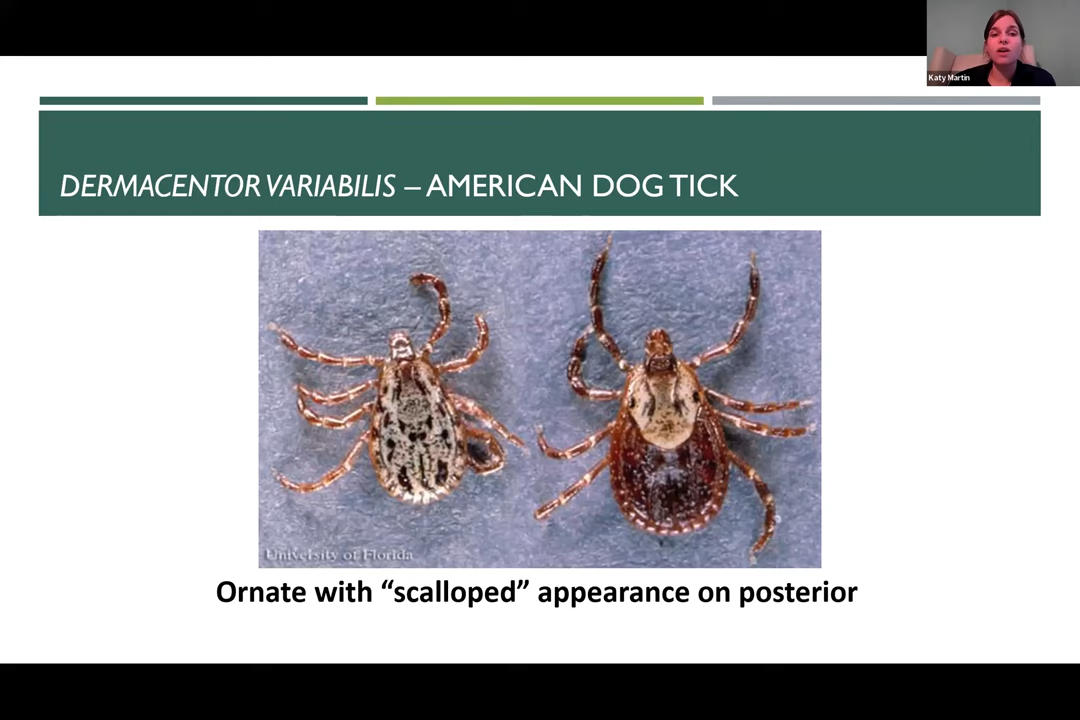 Katy Martin
DERMACENTOR VARIABILIS – AMERICAN DOG TICK
University of Florida
Ornate with “scalloped” appearance on posterior